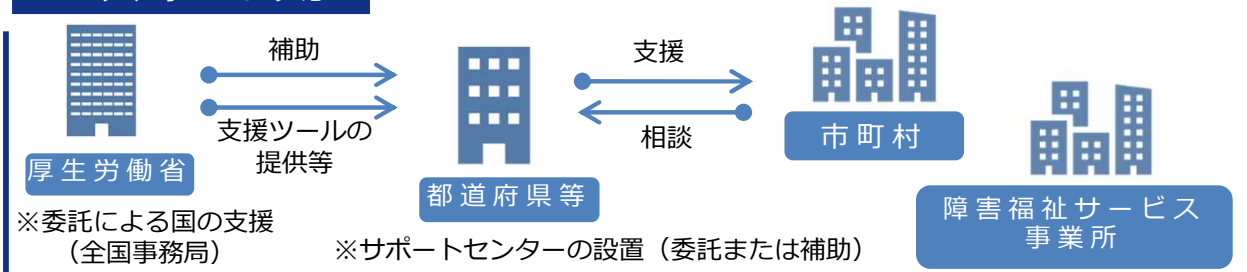 補助
支援ツールの
提供等
厚生労働省
※委託による国の支援
（全国事務局）
都道府県等
※サポートセンターの設置（委託または補助）
支援
相談
市町村
障害福祉サービス
事業所